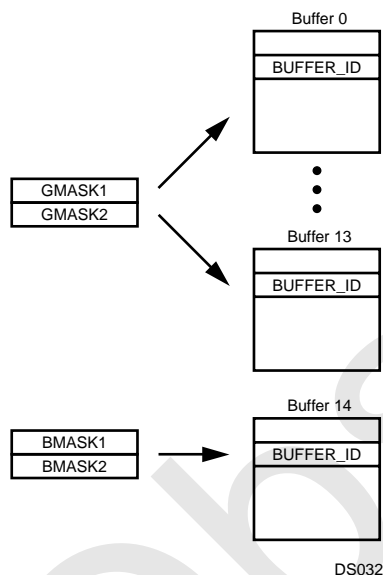 Buffer 0
BUFFER_ID
GMASK1
GMASK2
Buffer 13
BUFFER_ID
Buffer 14
BMASK1
BUFFER_ID
BMASK2
DS032